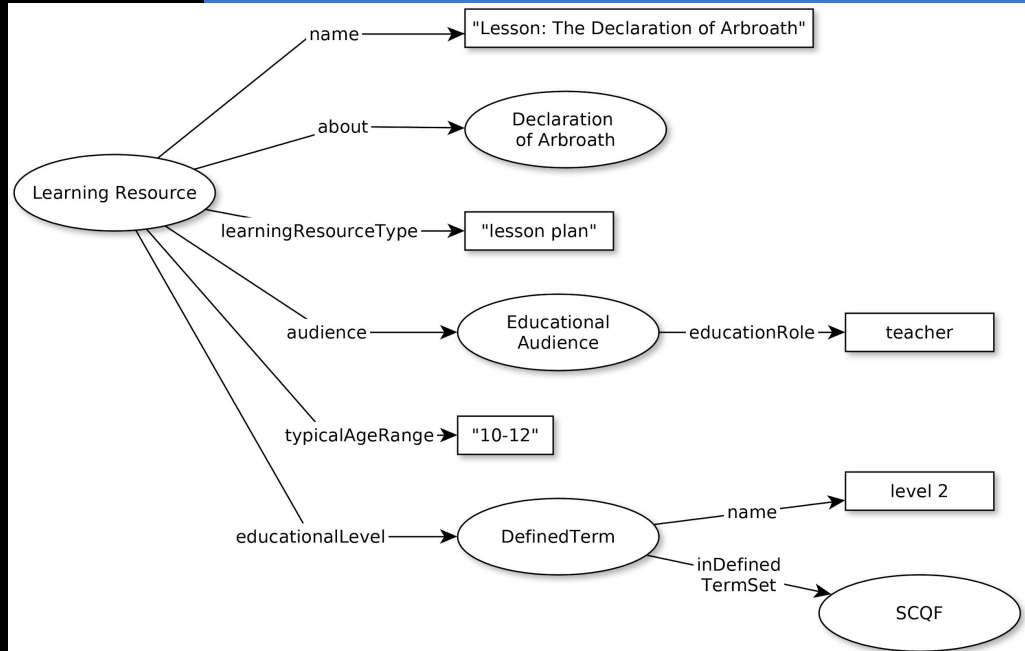 name
"Lesson: The Declaration of Arbroath"
about
Declaration
of Arbroath
Learning Resource
learningResourceType
"lesson plan"
audience
Educational
Audience
educationRole
teacher
typicalAgeRange
"10-12"
educationalLevel
DefinedTerm
name
level 2
inDefined
TermSet
SCQF